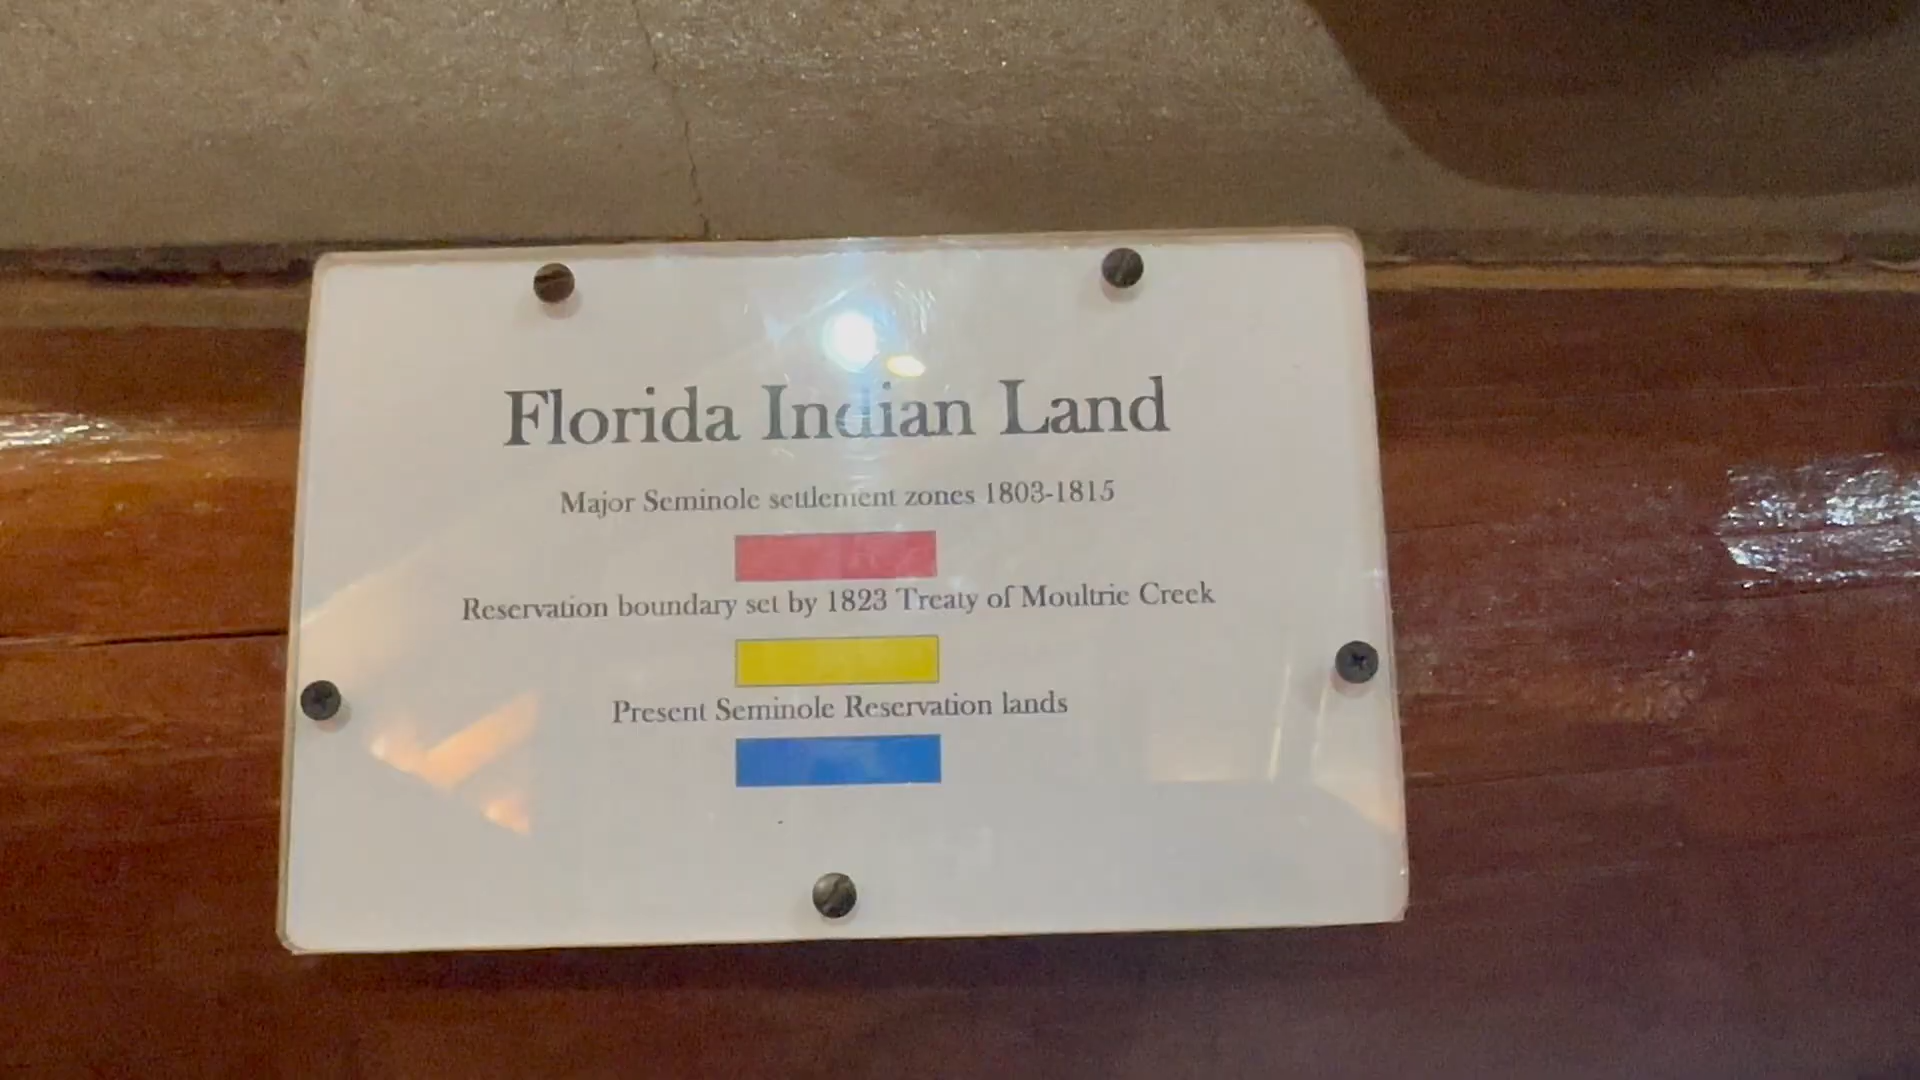 Florida Indian Land
Major Seminole settlement zones 1803-1815
Reservation boundary set by 1823 Treaty of Moultrie Creek
Present Seminole Reservation lands